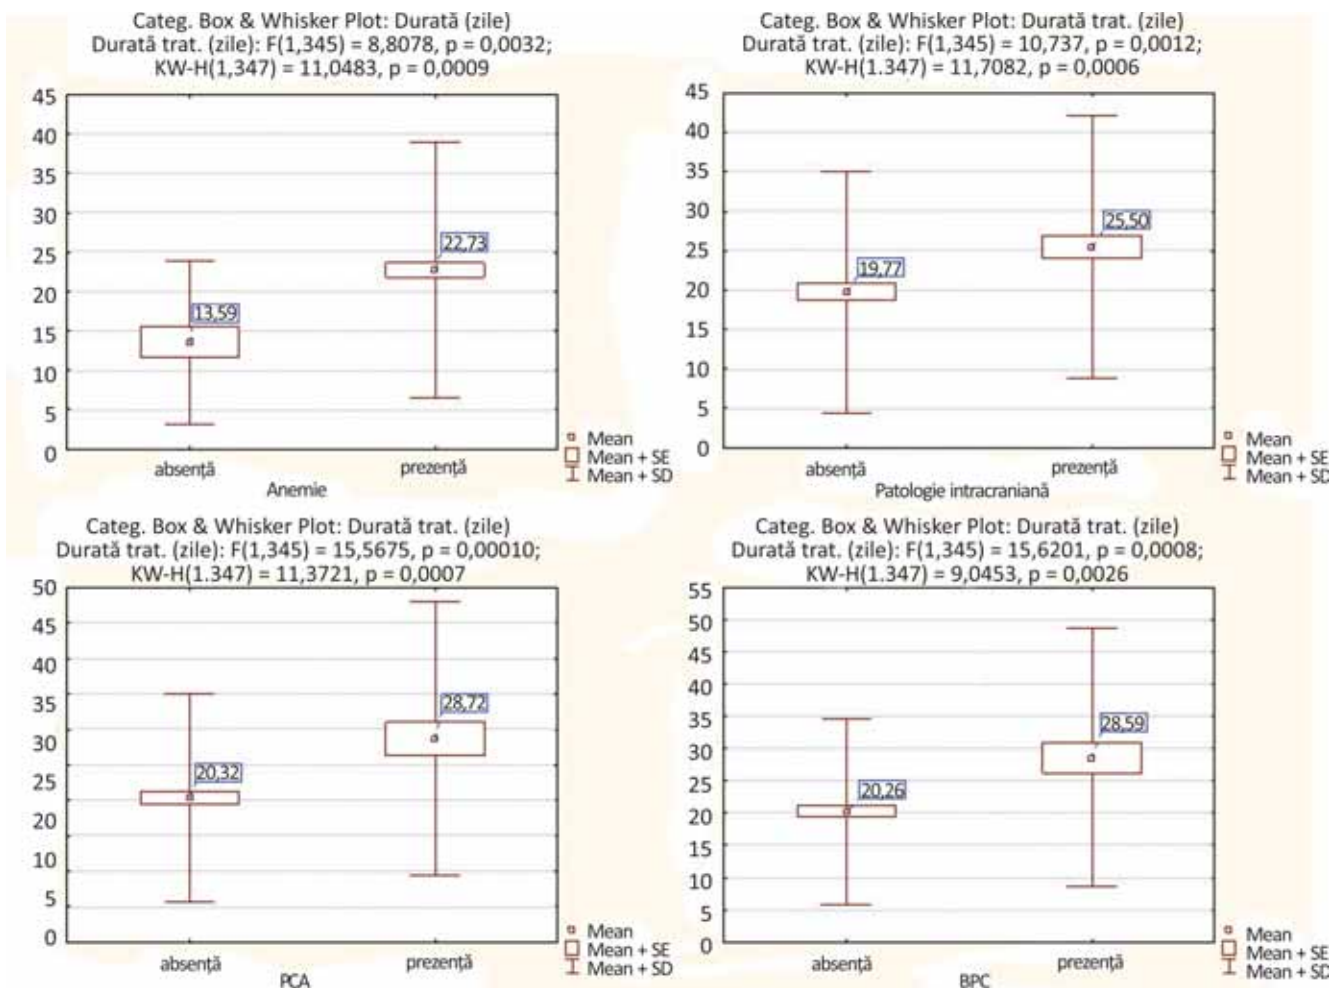 Categ. Box & Whisker Plot: Durată (zile)
Durată trat. (zile): F(1,345) = 8,8078, p = 0,0032;
KW-H(1,347) = 11,0483, p = 0,0009
45
40
35
30
25
20
15
10
5
0
22,73
13,59
absență
prezență
Anemie
Mean
Mean + SE
Mean + SD
Categ. Box & Whisker Plot: Durată trat. (zile)
Durată trat. (zile): F(1,345) = 10,737, p = 0,0012;
KW-H(1.347) = 11,7082, p = 0,0006
45
40
35
30
25
20
15
10
5
0
25,50
19,77
absență
prezență
Patologie intracraniană
Mean
Mean + SE
Mean + SD
Categ. Box & Whisker Plot: Durată trat. (zile)
Durată trat. (zile): F(1,345) = 15,5675, p = 0,00010;
KW-H(1.347) = 11,3721, p = 0,0007
50
45
40
35
30
25
20
15
10
5
0
28,72
20,32
absență
prezență
PCA
Mean
Mean + SE
Mean + SD
Categ. Box & Whisker Plot: Durată trat. (zile)
Durată trat. (zile): F(1,345) = 15,6201, p = 0,0008;
KW-H(1.347) = 9,0453, p = 0,0026
55
50
45
40
35
30
25
20
15
10
5
0
28,59
20,26
absență
prezență
BPC
Mean
Mean + SE
Mean + SD